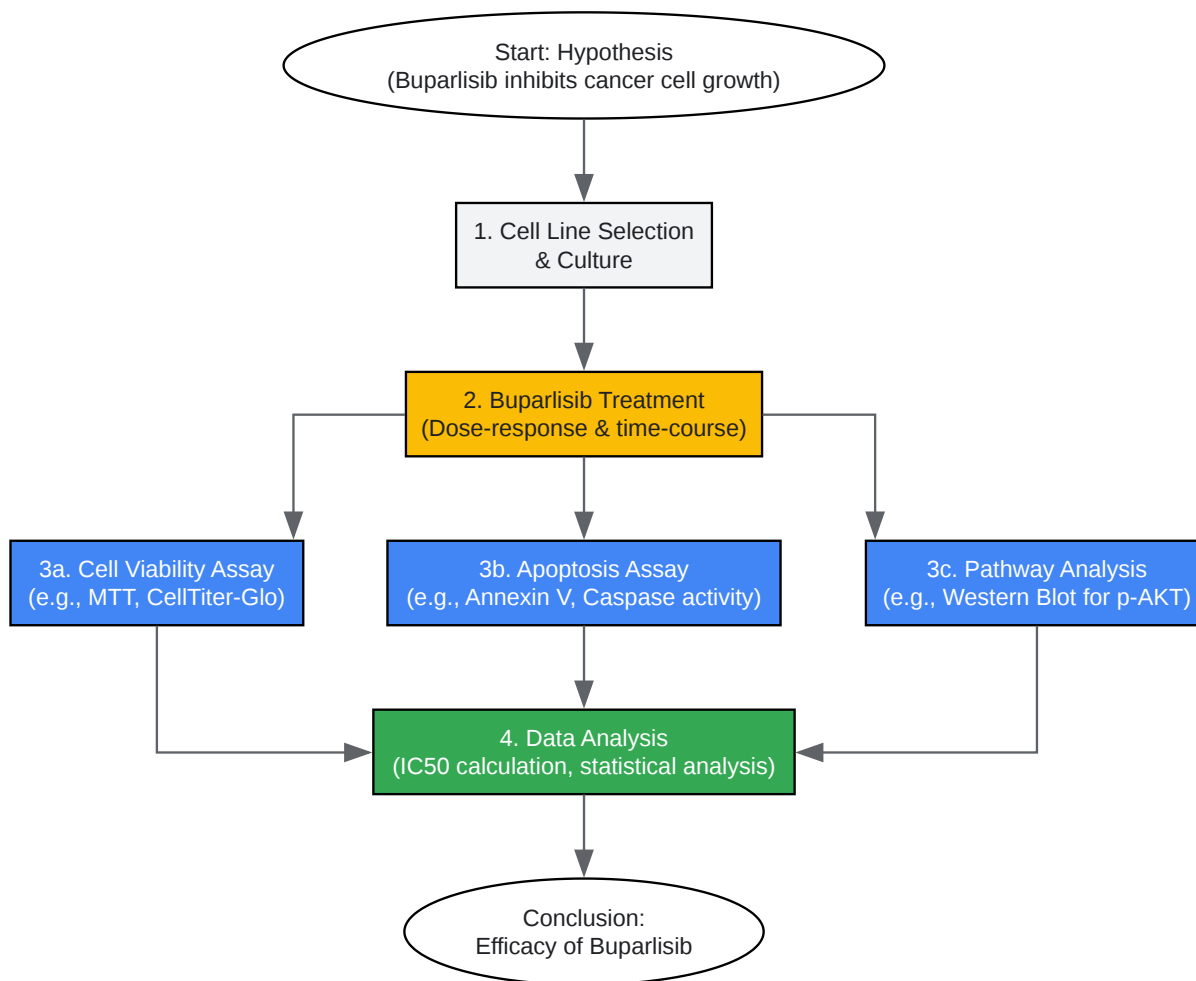 Start: Hypothesis
(Buparlisib inhibits cancer cell growth)
1. Cell Line Selection
& Culture
2. Buparlisib Treatment
(Dose-response & time-course)
3a. Cell Viability Assay
(e.g., MTT, CellTiter-Glo)
3b. Apoptosis Assay
(e.g., Annexin V, Caspase activity)
3c. Pathway Analysis
(e.g., Western Blot for p-AKT)
4. Data Analysis
(IC50 calculation, statistical analysis)
Conclusion:
Efficacy of Buparlisib